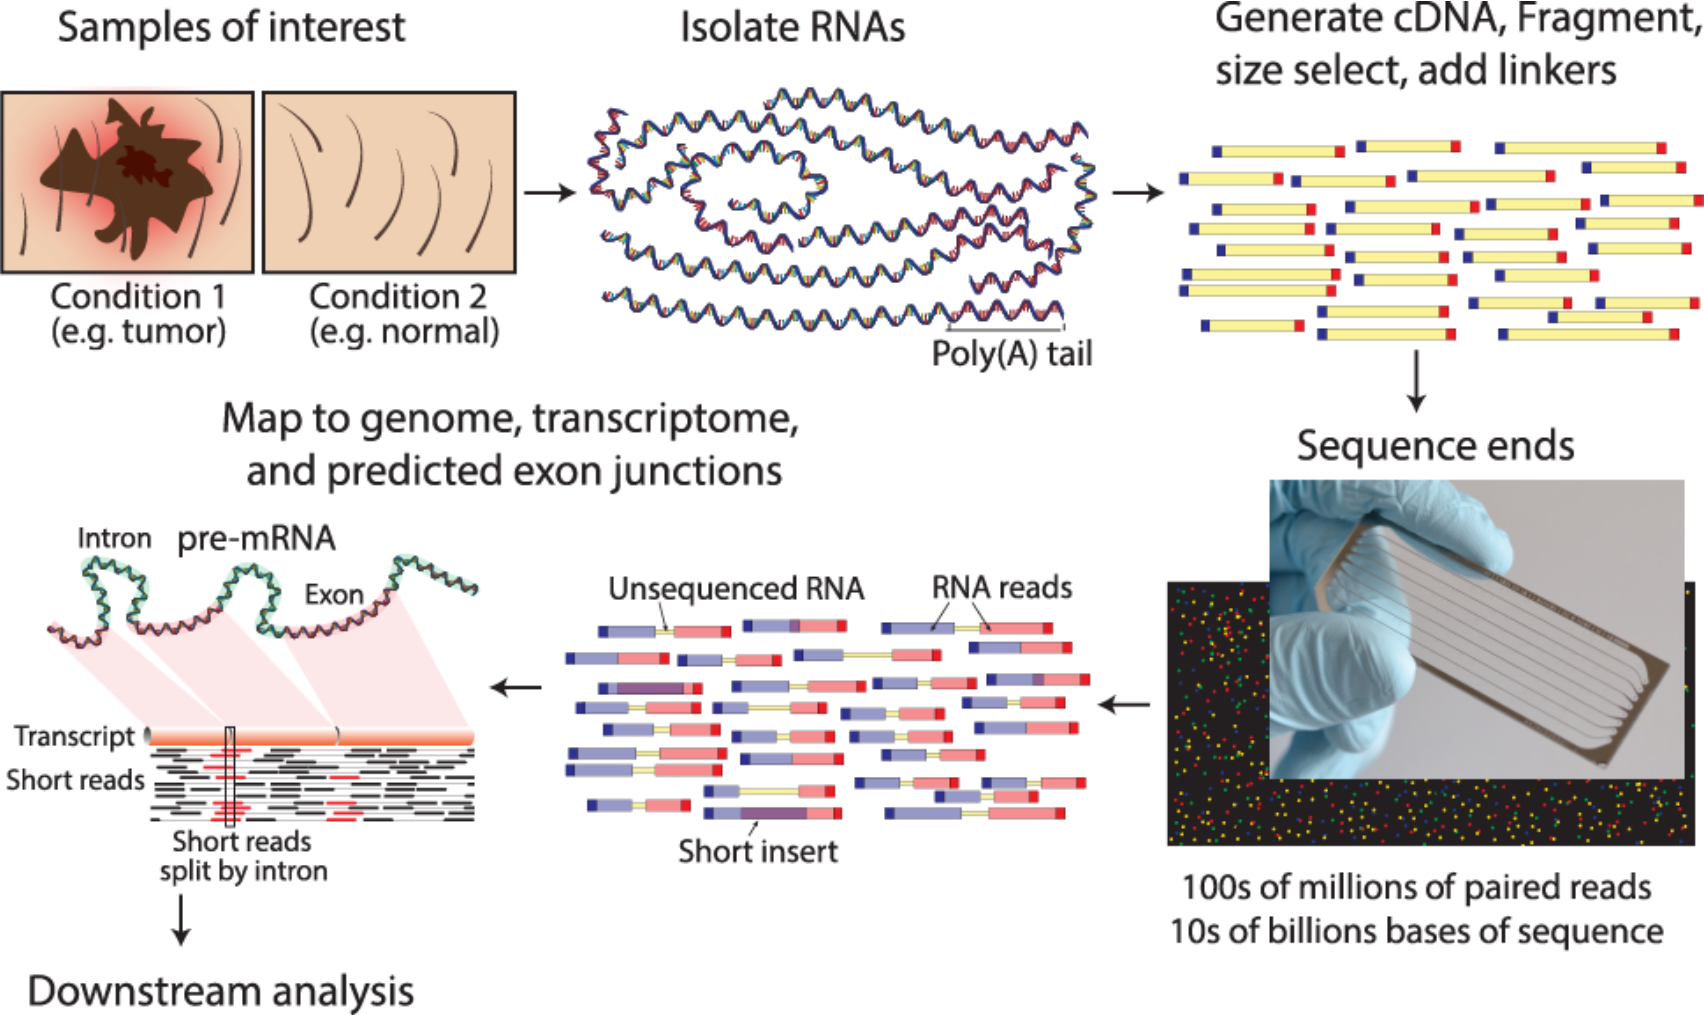 Samples of interest
Condition 1
(e.g. tumor)
Condition 2
(e.g. normal)
Isolate RNAs
Poly(A) tail
Generate cDNA, Fragment,
size select, add linkers
Sequence ends
100s of millions of paired reads
10s of billions bases of sequence
Unsequenced RNA
RNA reads
Short insert
Map to genome, transcriptome,
and predicted exon junctions
Intron
pre-mRNA
Exon
Transcript
Short reads
Short reads
split by intron
Downstream analysis